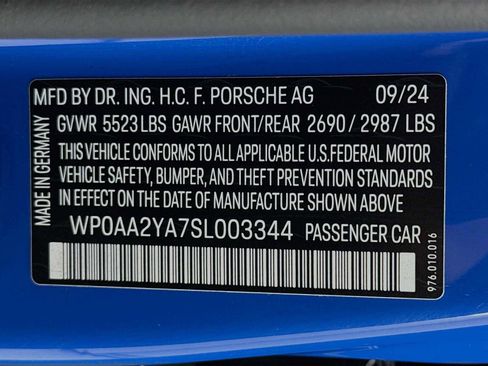 MADE IN GERMANY
MFD BY DR. ING. H.C. F. PORSCHE AG 09/24
GVWR 5523 LBS GAWR FRONT/REAR 2690 / 2987 LBS
THIS VEHICLE CONFORMS TO ALL APPLICABLE U.S.FEDERAL MOTOR
VEHICLE SAFETY, BUMPER, AND THEFT PREVENTION STANDARDS
IN EFFECT ON THE DATE OF MANUFACTURE SHOWN ABOVE
WP0AA2YA7SL003344 PASSENGER CAR
976.010.016